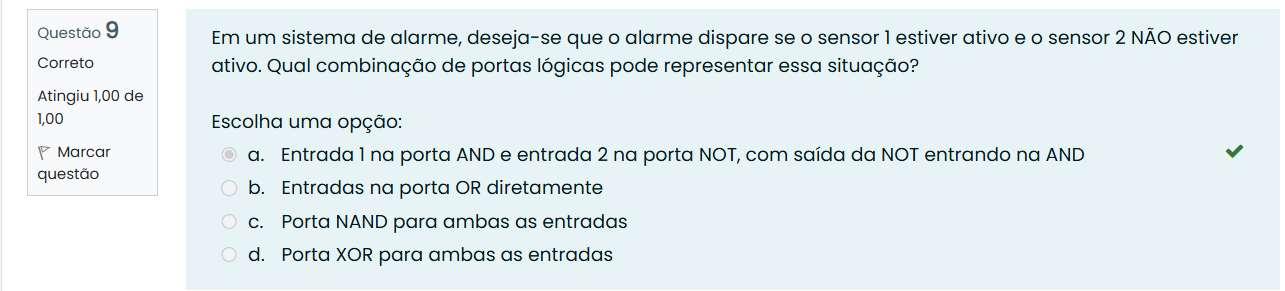 Questão 9
Correto
Atingiu 1,00 de
1,00
Marcar
questão
Em um sistema de alarme, deseja-se que o alarme dispare se o sensor 1 estiver ativo e o sensor 2 NÃO estiver
ativo. Qual combinação de portas lógicas pode representar essa situação?
Escolha uma opção:
a. Entrada 1 na porta AND e entrada 2 na porta NOT, com saída da NOT entrando na AND
b. Entradas na porta OR diretamente
c. Porta NAND para ambas as entradas
d. Porta XOR para ambas as entradas